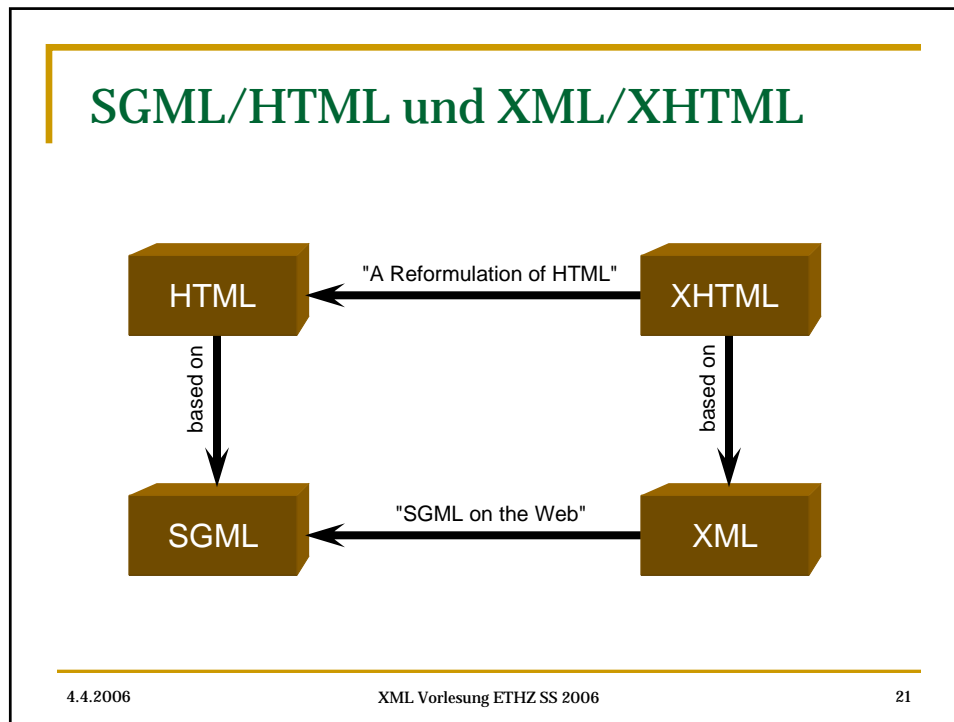 SGML/HTML und XML/XHTML
"A Reformulation of HTML"
HTML
XHTML
based on
based on
"SGML on the Web"
SGML
XML
4.4.2006
XML Vorlesung ETHZ SS 2006
21